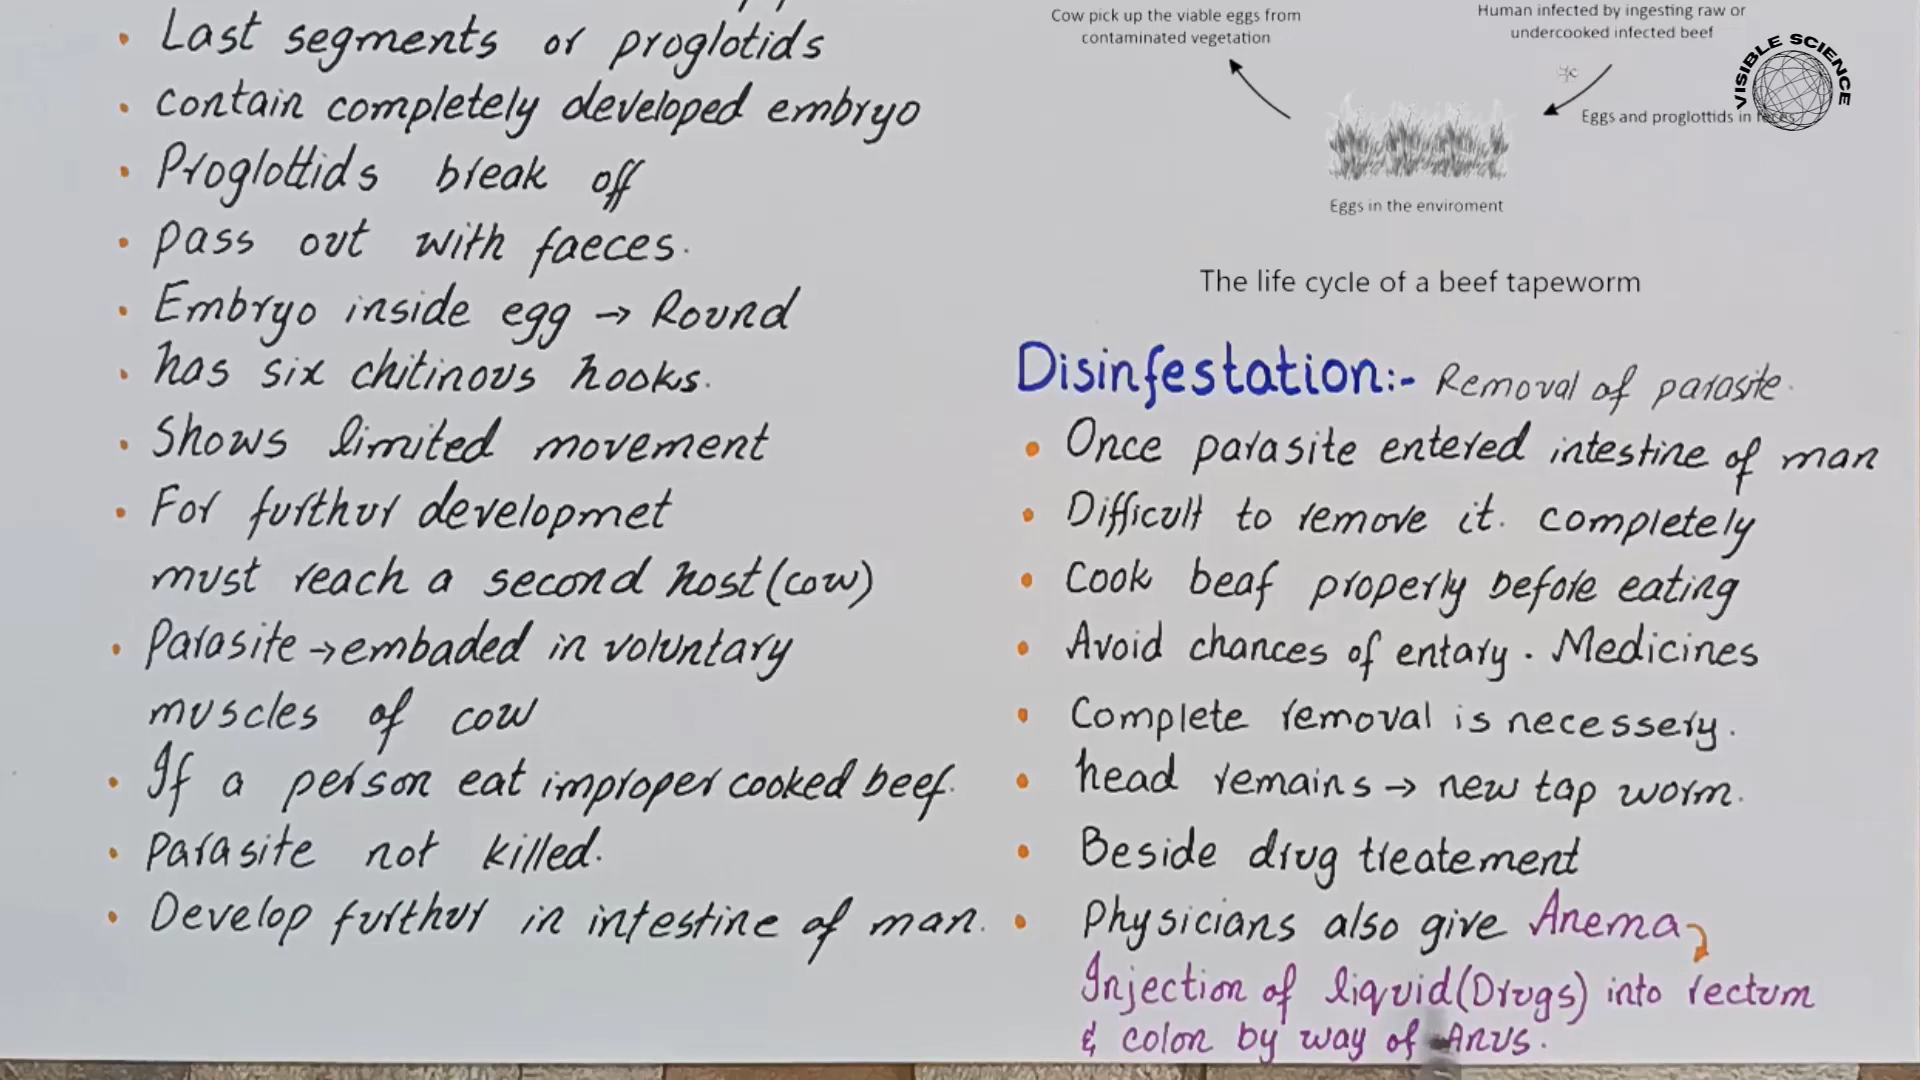 Last segments or proglotids
contain completely developed embryo
Proglottids break off
pass out with faeces.
Embryo inside egg → Round
has six chitinous hooks.
Shows limited movement
For furthur developmet
must reach a second host (cow)
Parasite → embaded in voluntary
muscles of cow
If a person eat improper cooked beef.
Parasite not killed.
Develop furthur in intestine of man.
Cow pick up the viable eggs from
contaminated vegetation
Human infected by ingesting raw or
undercooked infected beef
VISIBLE SCIENCE
Eggs and proglottids in
Eggs in the enviroment
The life cycle of a beef tapeworm
Disinfestation:- Removal of parasite.
Once parasite entered intestine of man
Difficult to remove it. completely
Cook beaf properly before eating
Avoid chances of entary. Medicines
Complete removal is necessery.
head remains → new tap worm.
Beside drug treatement
Physicians also give Anema
Injection of liquid (Drugs) into rectum
& colon by way of Anus.